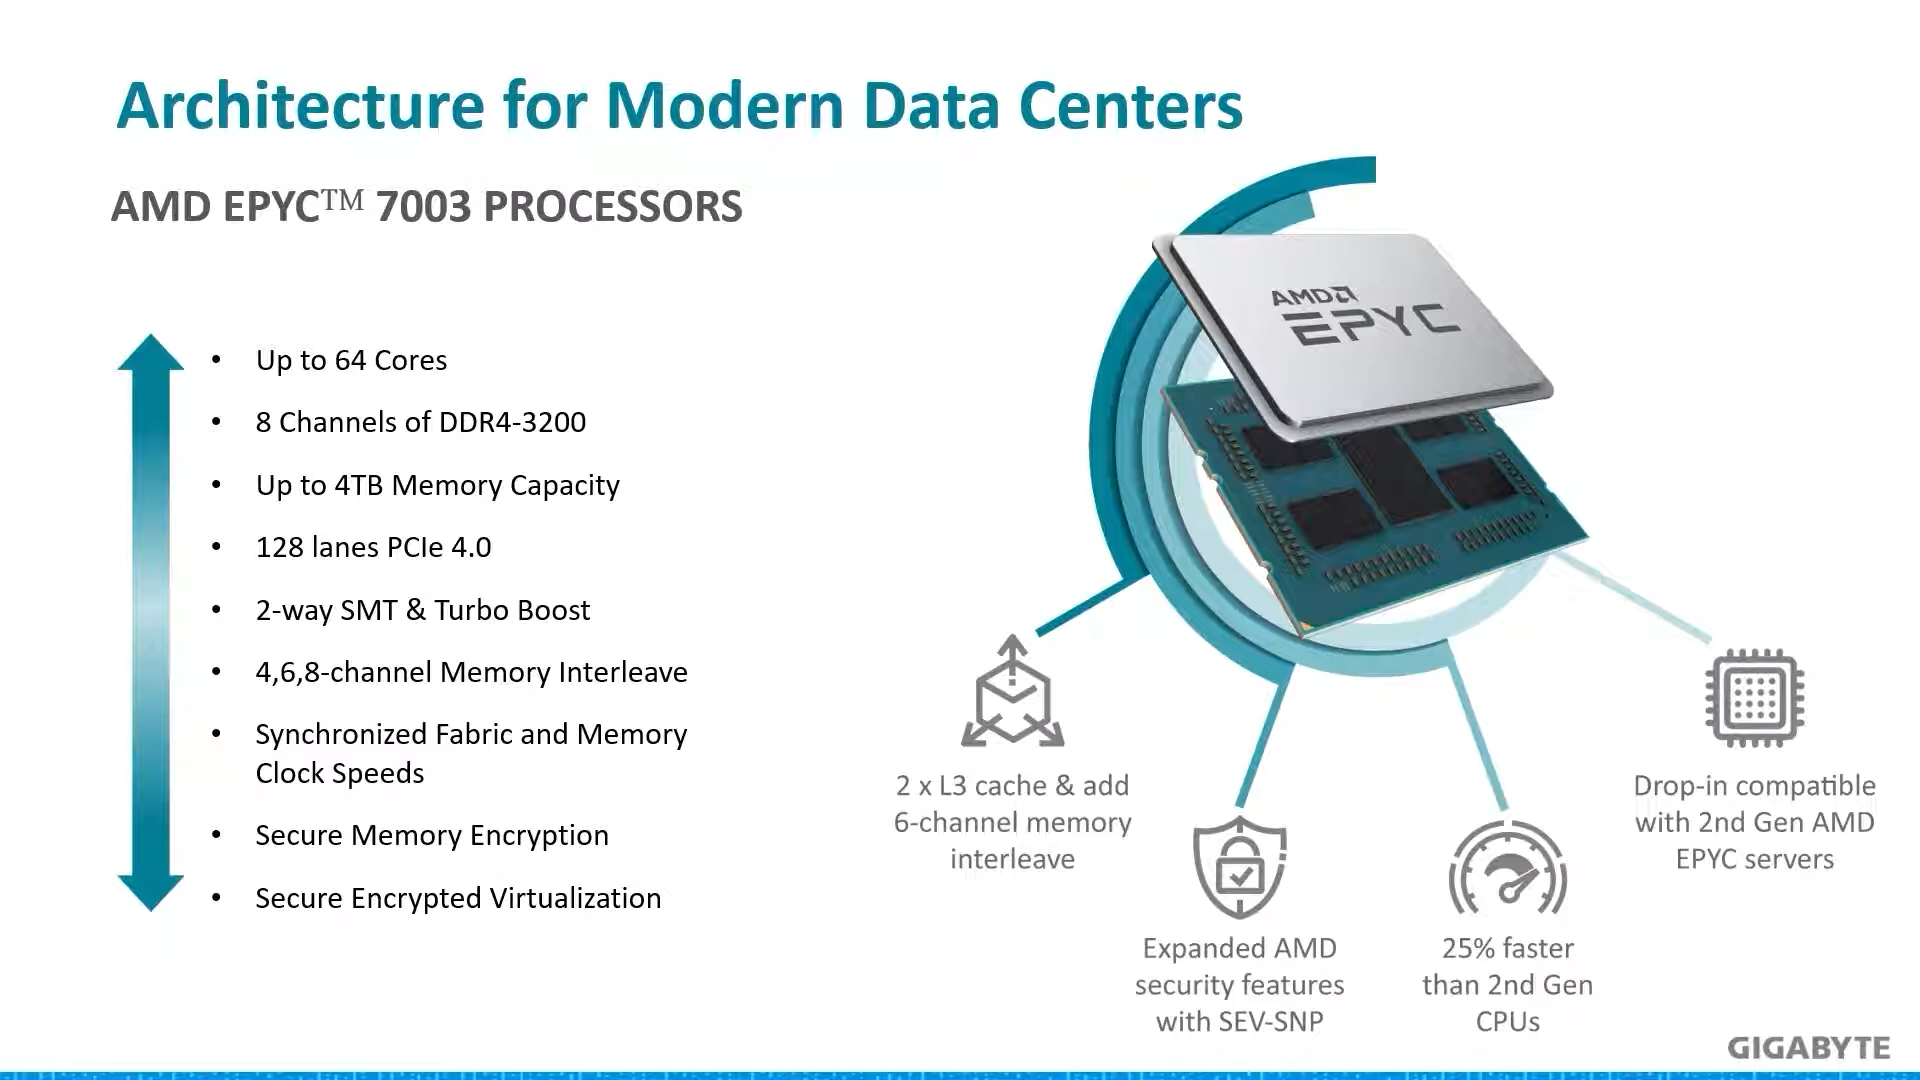 Architecture for Modern Data Centers
AMD EPYC™ 7003 PROCESSORS
• Up to 64 Cores
• 8 Channels of DDR4-3200
• Up to 4TB Memory Capacity
• 128 lanes PCIe 4.0
• 2-way SMT & Turbo Boost
• 4,6,8-channel Memory Interleave
• Synchronized Fabric and Memory
Clock Speeds
• Secure Memory Encryption
• Secure Encrypted Virtualization
AMD
EPYC
2 x L3 cache & add
6-channel memory
interleave
Expanded AMD
security features
with SEV-SNP
25% faster
than 2nd Gen
CPUs
Drop-in compatible
with 2nd Gen AMD
EPYC servers
GIGABYTE